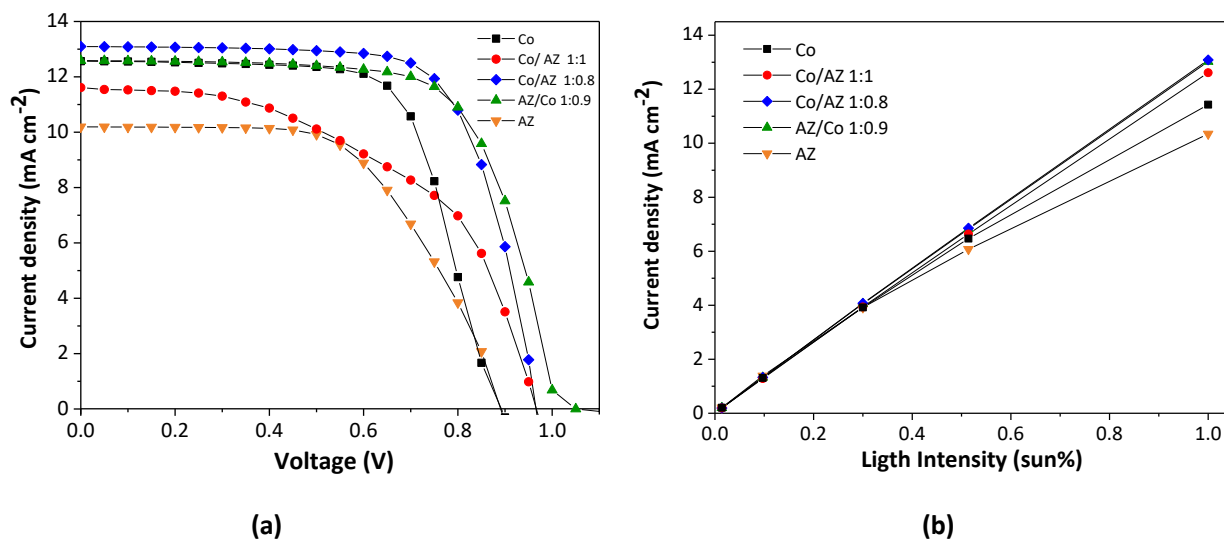 14
12
10
8
6
4
2
0
Current density (mA cm-2)
Co
Co/ AZ 1:1
Co/AZ 1:0.8
AZ/Co 1:0.9
AZ
0.0
0.2
0.4
0.6
0.8
1.0
Voltage (V)
(a)
14
12
10
8
6
4
2
0
Current density (mA cm-2)
Co
Co/AZ 1:1
Co/AZ 1:0.8
AZ/Co 1:0.9
AZ
0.0
0.2
0.4
0.6
0.8
1.0
Ligth Intensity (sun%)
(b)